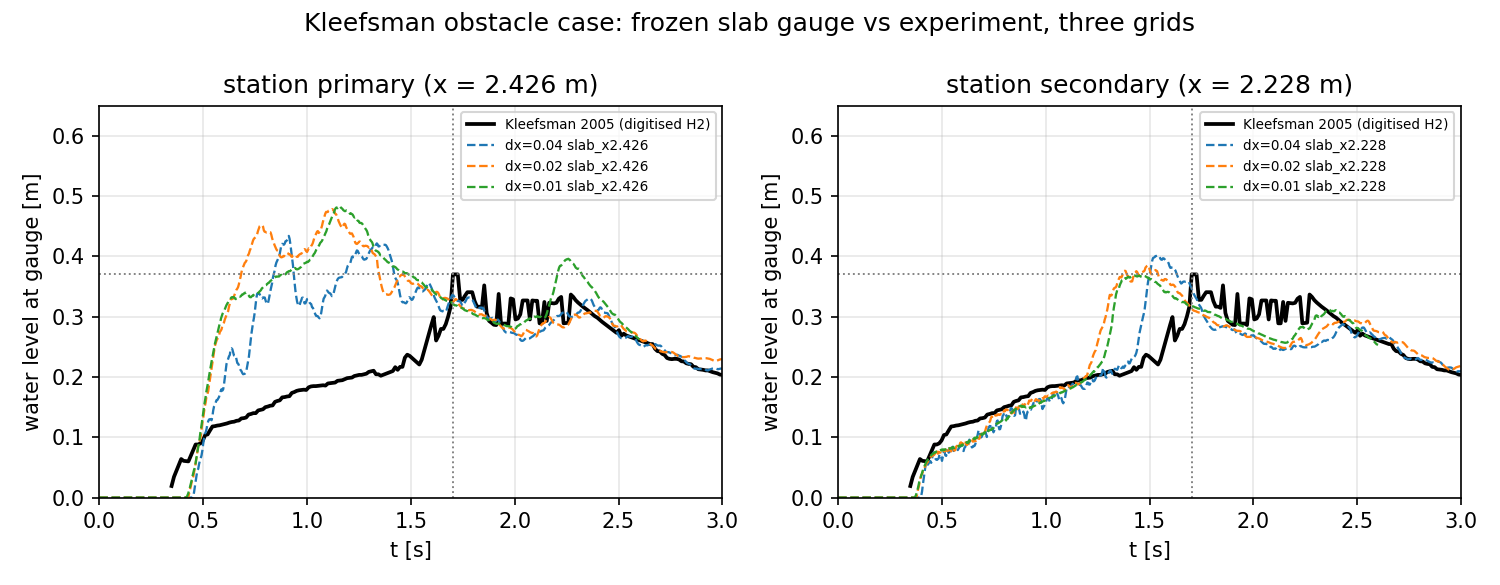 Kleefsman obstacle case: frozen slab gauge vs experiment, three grids
station primary (x = 2.426 m)
water level at gauge [m]
0.6
0.5
0.4
0.3
0.2
0.1
0.0
Kleefsman 2005 (digitised H2)
dx=0.04 slab_x2.426
dx=0.02 slab_x2.426
dx=0.01 slab_x2.426
0.0 0.5 1.0 1.5 2.0 2.5 3.0
t [s]
station secondary (x = 2.228 m)
water level at gauge [m]
0.6
0.5
0.4
0.3
0.2
0.1
0.0
Kleefsman 2005 (digitised H2)
dx=0.04 slab_x2.228
dx=0.02 slab_x2.228
dx=0.01 slab_x2.228
0.0 0.5 1.0 1.5 2.0 2.5 3.0
t [s]